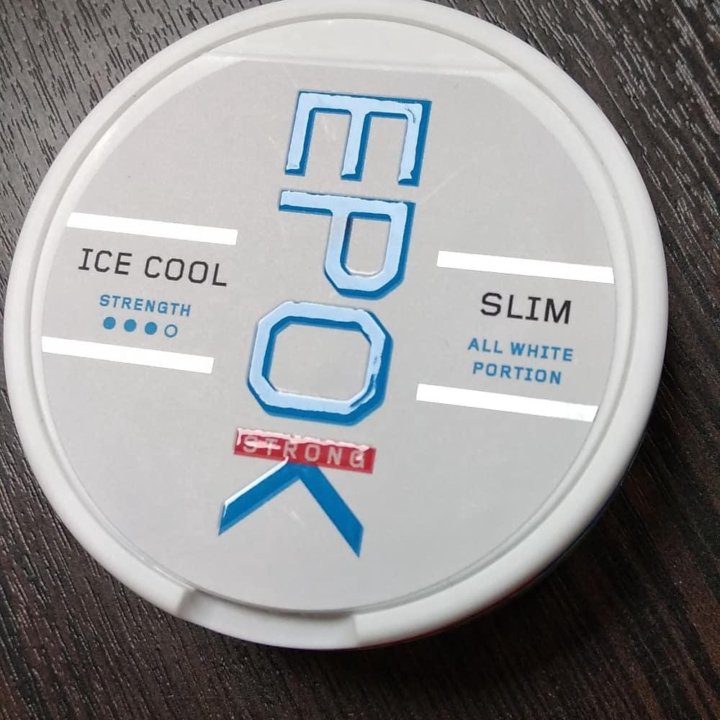 EPOK
STRONG
ICE COOL
STRENGTH
SLIM
ALL WHITE
PORTION